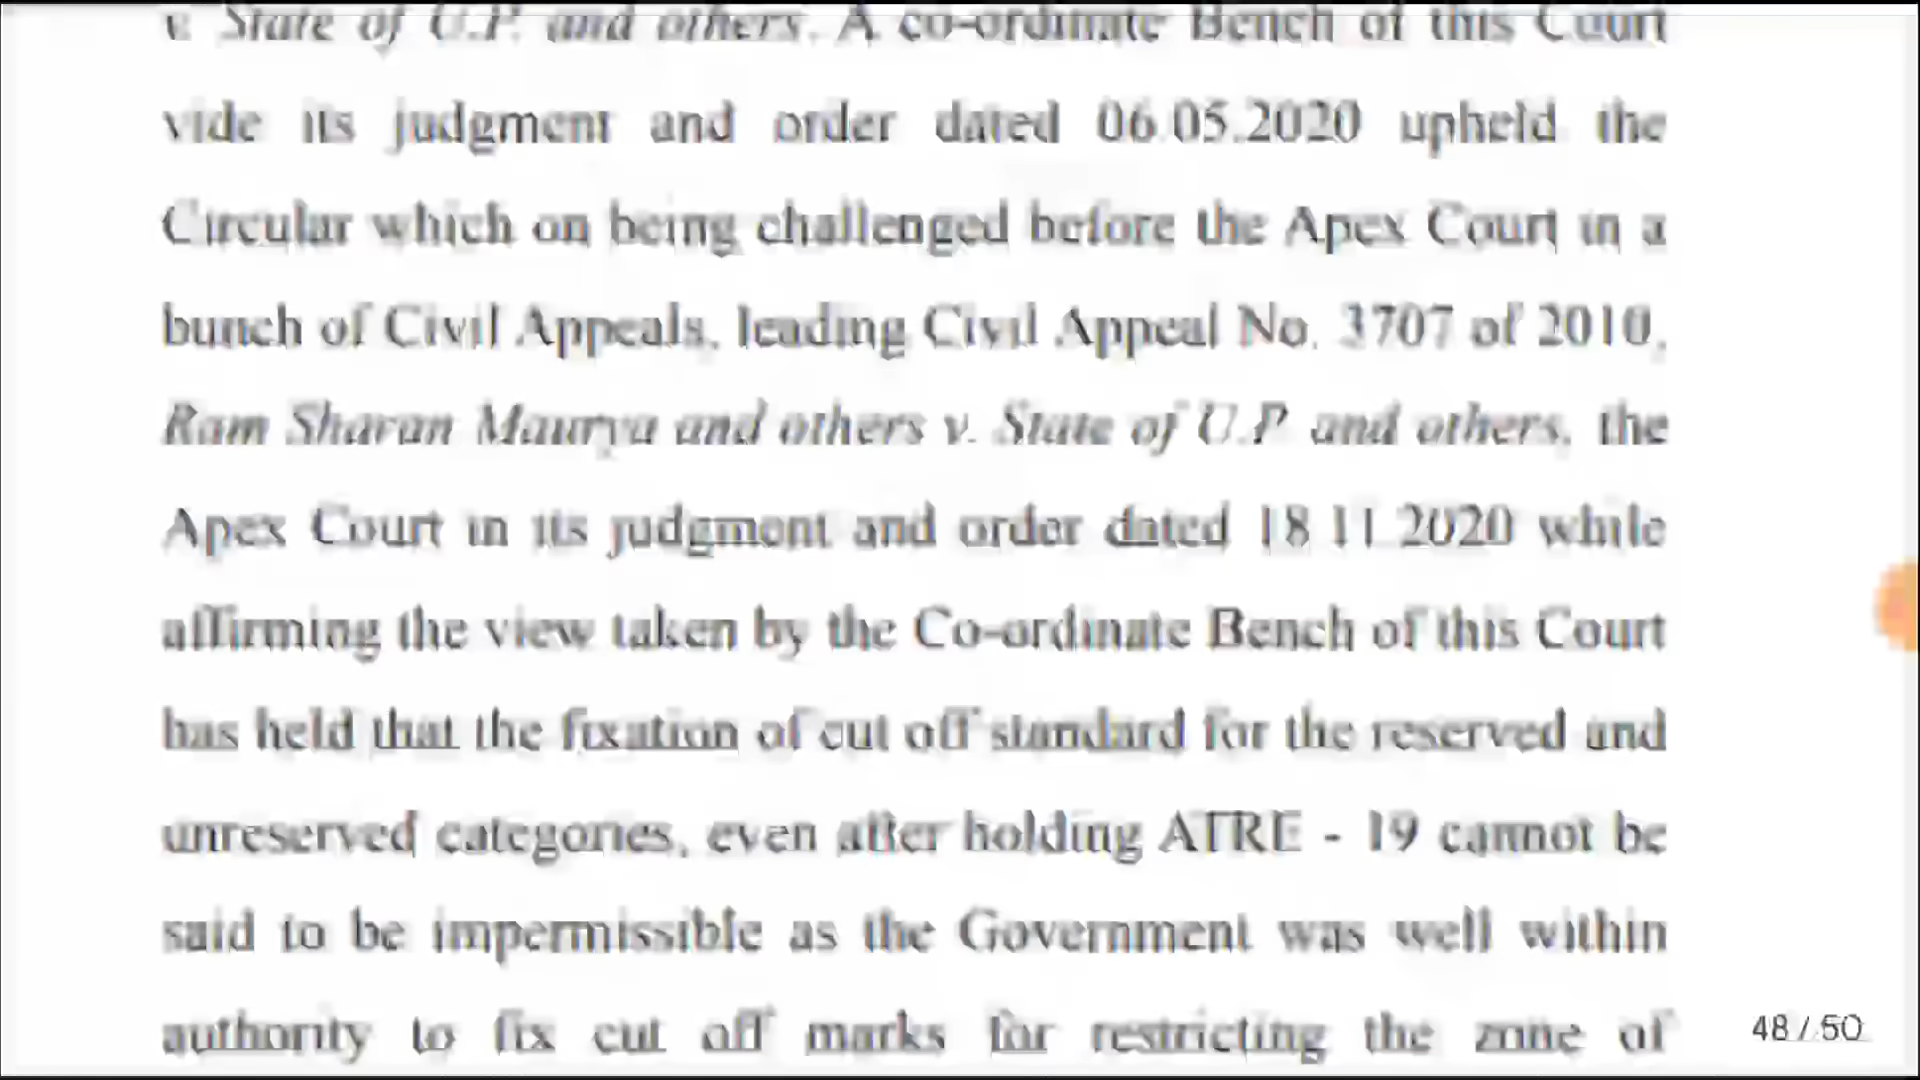 v. State of U.P. and others. A co-ordinate Bench of this Court
vide its judgment and order dated 06.05.2020 upheld the
Circular which on being challenged before the Apex Court in a
bunch of Civil Appeals, leading Civil Appeal No. 3707 of 2010,
Ram Sharan Maurya and others v. State of U.P. and others, the
Apex Court in its judgment and order dated 18.11.2020 while
affirming the view taken by the Co-ordinate Bench of this Court
has held that the fixation of cut off standard for the reserved and
unreserved categories, even after holding ATRE - 19 cannot be
said to be impermissible as the Government was well within
authority to fix cut off marks for restricting the zone of
48 / 50